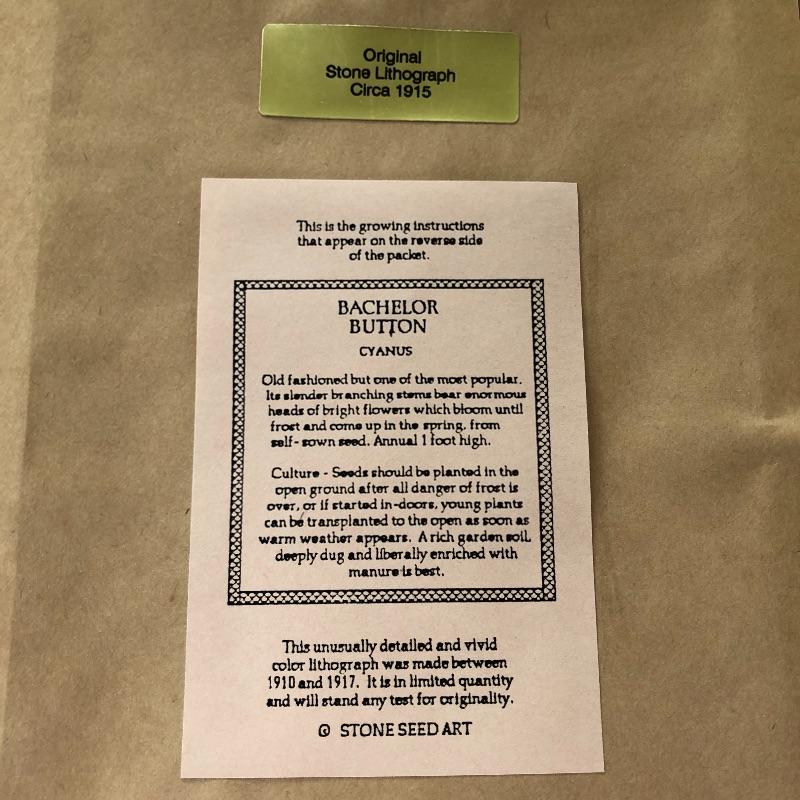 Original
Stone Lithograph
Circa 1915
This is the growing instructions
that appear on the reverse side
of the packet.
BACHELOR
BUTTON
CYANUS
Old fashioned but one of the most popular.
Its slender branching stems bear enormous
heads of bright flowers which bloom until
frost and come up in the spring, from
self-sown seed. Annual 1 foot high.
Culture - Seeds should be planted in the
open ground after all danger of frost is
over, or if started in-doors, young plants
can be transplanted to the open as soon as
warm weather appears. A rich garden soil,
deeply dug and liberally enriched with
manure is best.
This unusually detailed and vivid
color lithograph was made between
1910 and 1917. It is in limited quantity
and will stand any test for originality.
© STONE SEED ART